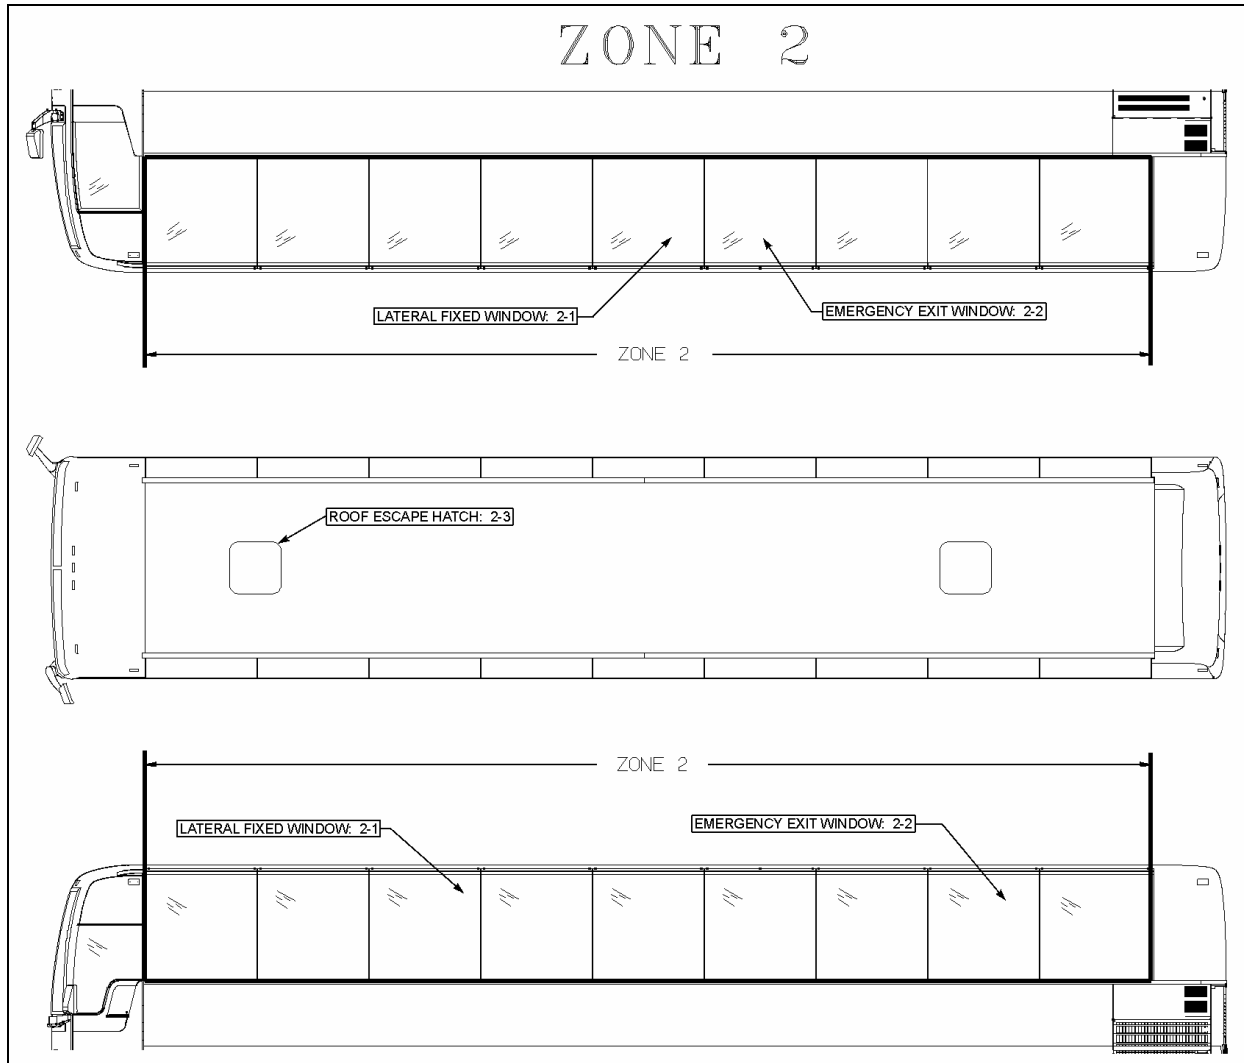 ZONE 2
LATERAL FIXED WINDOW: 2-1
EMERGENCY EXIT WINDOW: 2-2
ZONE 2
ROOF ESCAPE HATCH: 2-3
ZONE 2
LATERAL FIXED WINDOW: 2-1
EMERGENCY EXIT WINDOW: 2-2